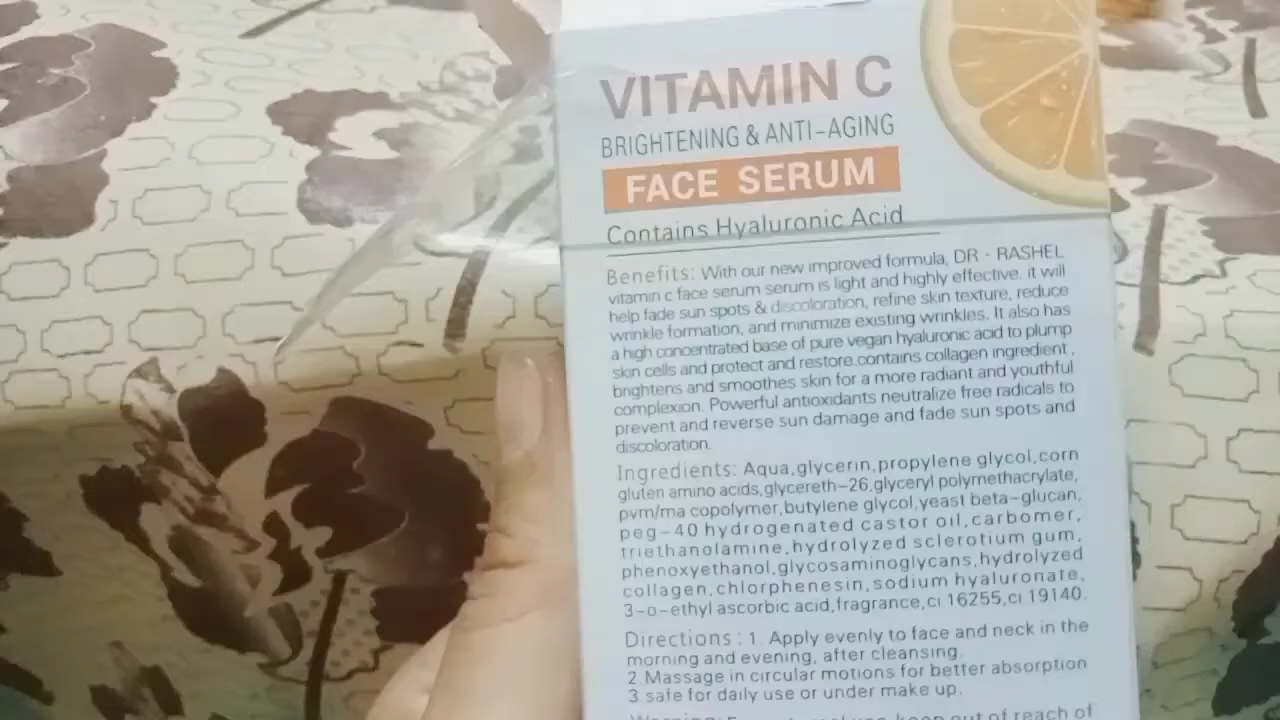 VITAMIN C
BRIGHTENING & ANTI-AGING
FACE SERUM
Contains Hyaluronic Acid
Benefits: With our new improved formula, DR - RASHEL
vitamin c face serum serum is light and highly effective. it will
help fade sun spots & discoloration, refine skin texture, reduce
wrinkle formation, and minimize existing wrinkles. It also has
a high concentrated base of pure vegan hyaluronic acid to plump
skin cells and protect and restore.contains collagen ingredient ,
brightens and smoothes skin for a more radiant and youthful
complexion. Powerful antioxidants neutralize free radicals to
prevent and reverse sun damage and fade sun spots and
discoloration.
Ingredients: Aqua,glycerin,propylene glycol,corn
gluten amino acids,glycereth-26,glyceryl polymethacrylate,
pvm/ma copolymer,butylene glycol,yeast beta-glucan,
peg-40 hydrogenated castor oil,carbomer,
triethanolamine,hydrolyzed sclerotium gum,
phenoxyethanol,glycosaminoglycans,hydrolyzed
collagen,chlorphenesin,sodium hyaluronate,
3-o-ethyl ascorbic acid,fragrance,ci 16255,ci 19140.
Directions : 1. Apply evenly to face and neck in the
morning and evening, after cleansing.
2 Massage in circular motions for better absorption
3 safe for daily use or under make up.
Warning: For external use, keep out of reach of